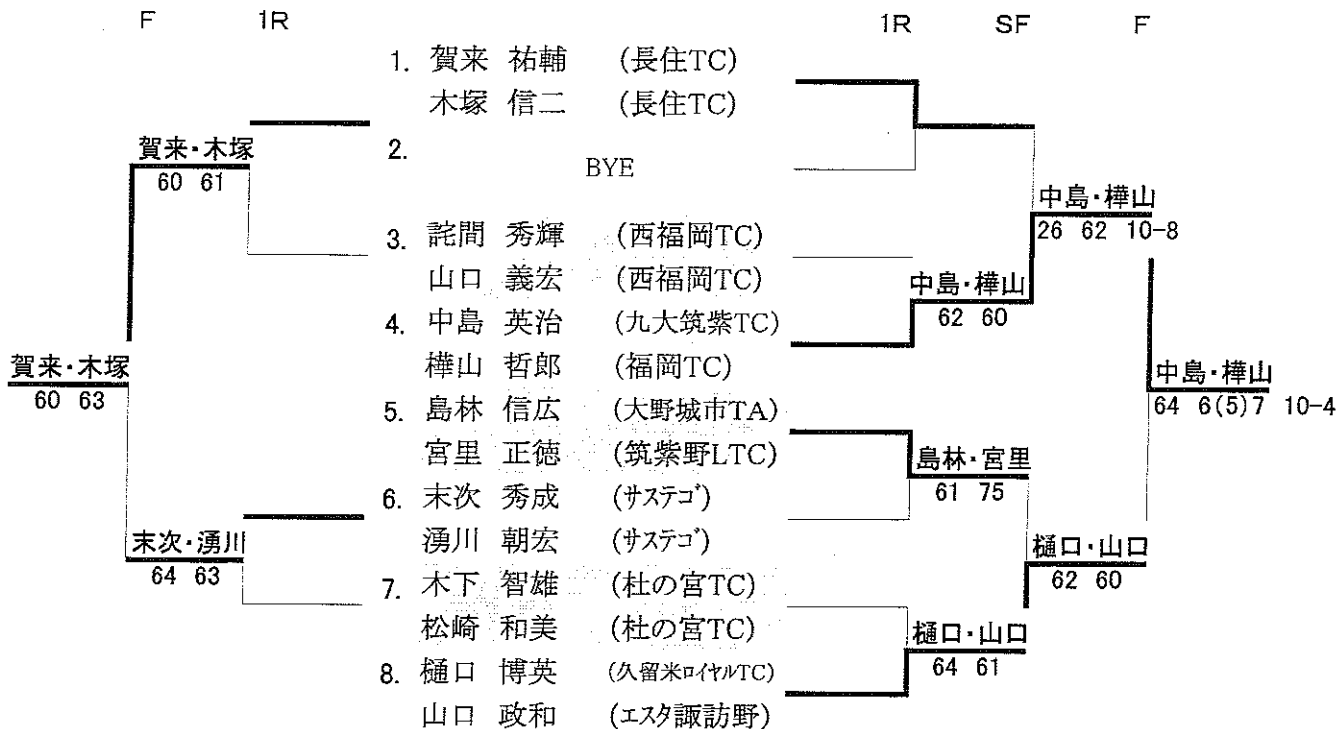 F 1R 1R SF F
1. 賀来 祐輔 (長住TC)
木塚 信二 (長住TC)
2. BYE
3. 詫間 秀輝 (西福岡TC)
山口 義宏 (西福岡TC)
4. 中島 英治 (九大筑紫TC)
樺山 哲郎 (福岡TC)
5. 島林 信広 (大野城市TA)
宮里 正徳 (筑紫野LTC)
6. 末次 秀成 (サステゴ)
湧川 朝宏 (サステゴ)
7. 木下 智雄 (杜の宮TC)
松崎 和美 (杜の宮TC)
8. 樋口 博英 (久留米ロイヤルTC)
山口 政和 (エスタ諏訪野)
賀来・木塚
60 61
賀来・木塚
60 63
末次・湧川
64 63
中島・樺山
62 60
島林・宮里
61 75
樋口・山口
64 61
中島・樺山
26 62 10-8
樋口・山口
62 60
中島・樺山
64 6(5)7 10-4